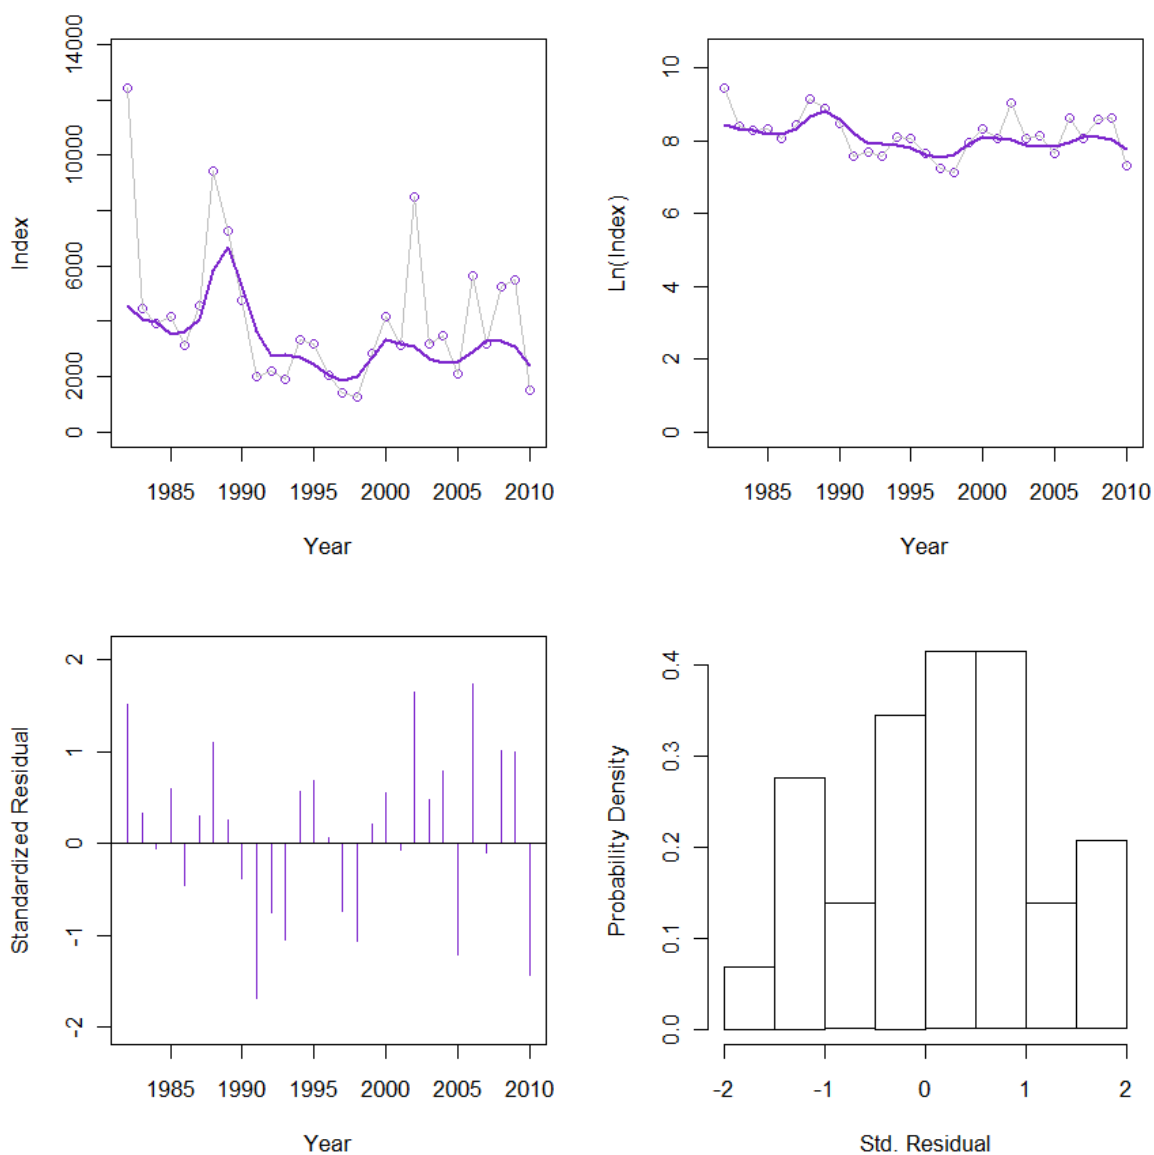 14000
10000
6000
2000
0
Index
1985 1990 1995 2000 2005 2010
Year
10
8
6
4
2
0
Ln(Index)
1985 1990 1995 2000 2005 2010
Year
2
1
0
-1
-2
Standardized Residual
1985 1990 1995 2000 2005 2010
Year
0.4
0.3
0.2
0.1
0.0
Probability Density
-2 -1 0 1 2
Std. Residual